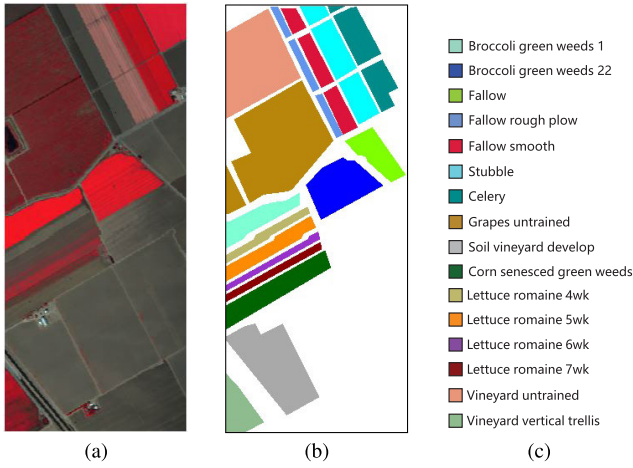 Broccoli green weeds 1
Broccoli green weeds 22
Fallow
Fallow rough plow
Fallow smooth
Stubble
Celery
Grapes untrained
Soil vineyard develop
Corn senesced green weeds
Lettuce romaine 4wk
Lettuce romaine 5wk
Lettuce romaine 6wk
Lettuce romaine 7wk
Vineyard untrained
Vineyard vertical trellis
(a) (b) (c)